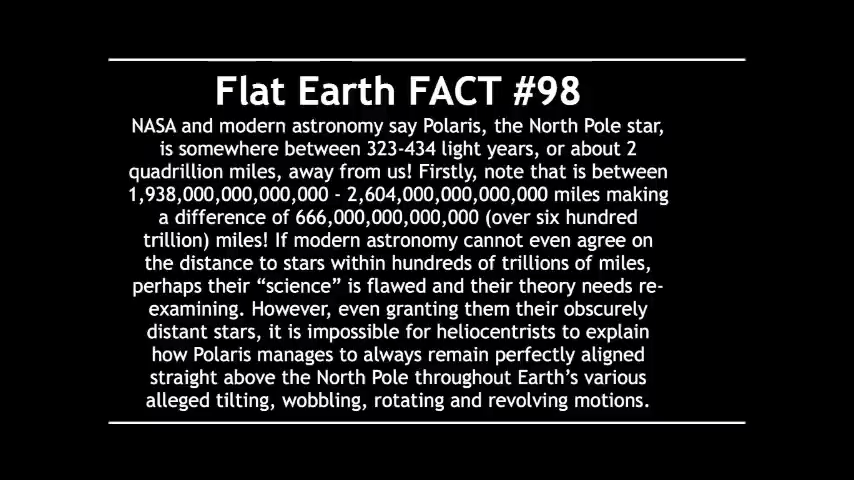 Flat Earth FACT #98
NASA and modern astronomy say Polaris, the North Pole star,
is somewhere between 323-434 light years, or about 2
quadrillion miles, away from us! Firstly, note that is between
1,938,000,000,000,000 - 2,604,000,000,000,000 miles making
a difference of 666,000,000,000,000 (over six hundred
trillion) miles! If modern astronomy cannot even agree on
the distance to stars within hundreds of trillions of miles,
perhaps their “science” is flawed and their theory needs re-
examining. However, even granting them their obscurely
distant stars, it is impossible for heliocentrists to explain
how Polaris manages to always remain perfectly aligned
straight above the North Pole throughout Earth’s various
alleged tilting, wobbling, rotating and revolving motions.